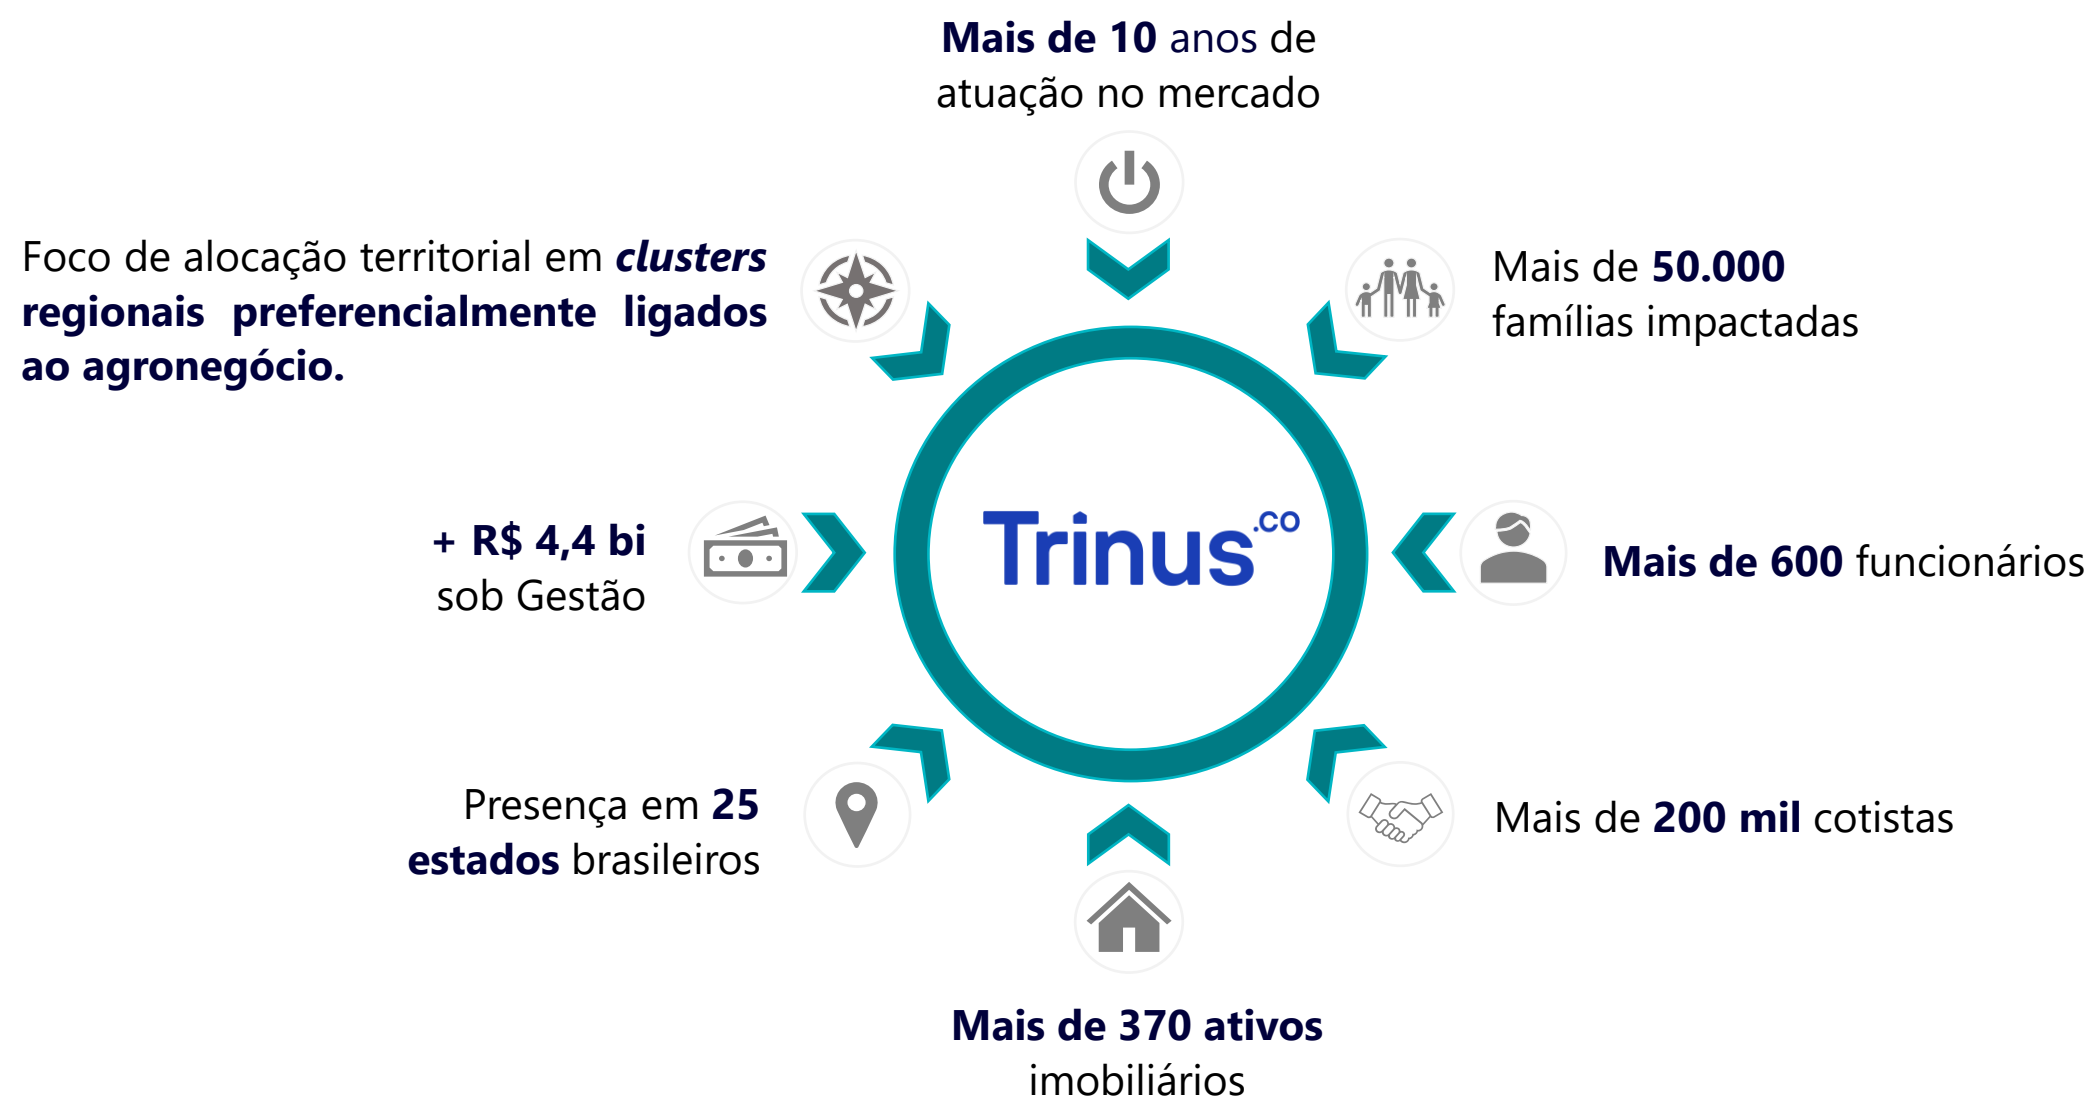 Mais de 10 anos de
atuação no mercado
Foco de alocação territorial em clusters
regionais preferencialmente ligados
ao agronegócio.
Mais de 50.000
famílias impactadas
+ R$ 4,4 bi
sob Gestão
Trinus.co
Mais de 600 funcionários
Presença em 25
estados brasileiros
Mais de 200 mil cotistas
Mais de 370 ativos
imobiliários